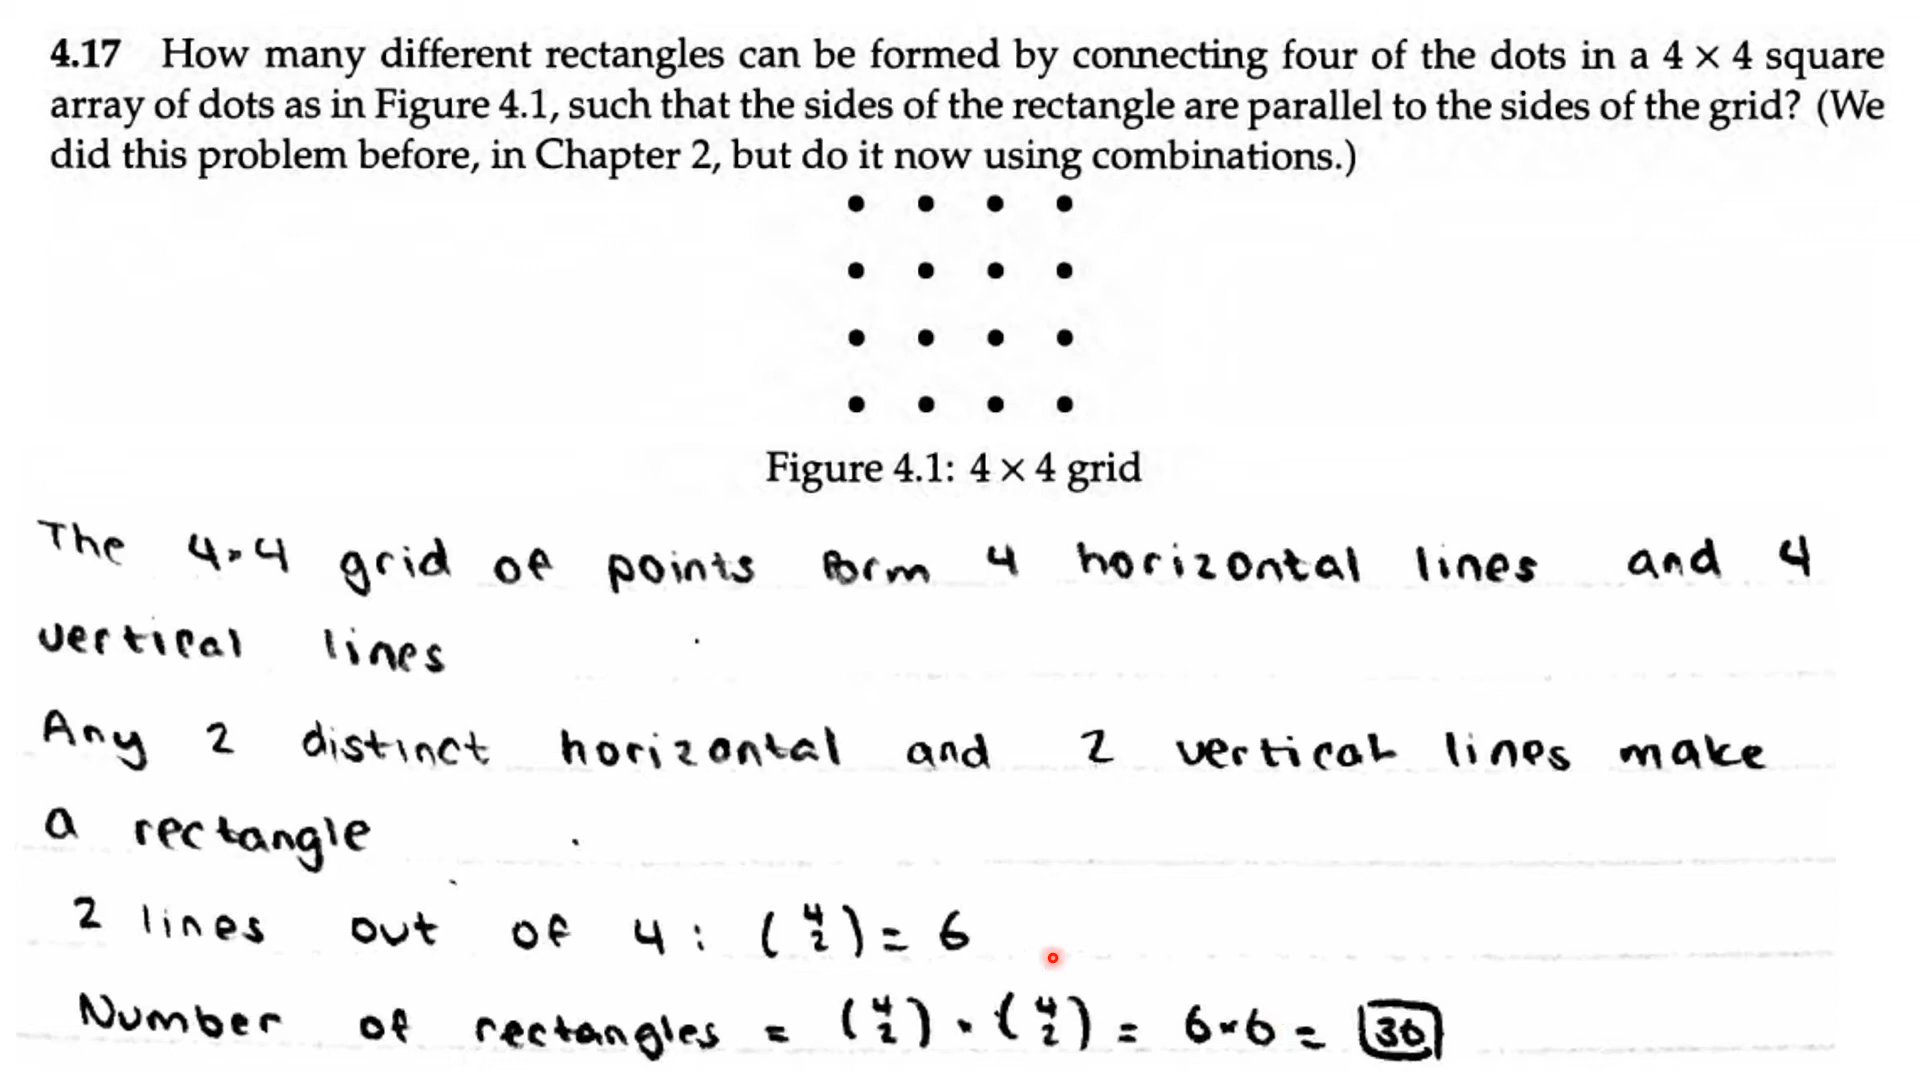 4.17 How many different rectangles can be formed by connecting four of the dots in a 4 × 4 square
array of dots as in Figure 4.1, such that the sides of the rectangle are parallel to the sides of the grid? (We
did this problem before, in Chapter 2, but do it now using combinations.)
Figure 4.1: 4 × 4 grid
The 4×4 grid of points form 4 horizontal lines and 4
vertical lines
Any 2 distinct horizontal and 2 vertical lines make
a rectangle
2 lines out of 4: (4 2) = 6
Number of rectangles = (4 2) · (4 2) = 6×6 = 36